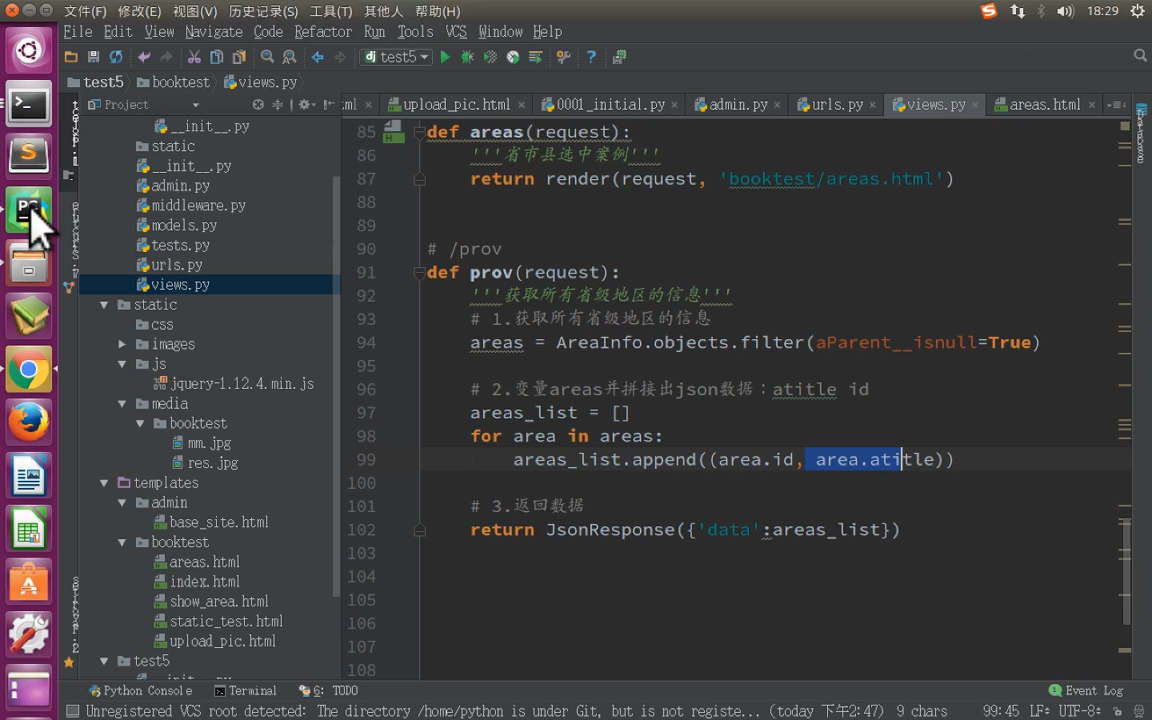 文件(F) 修改(E) 视图(V) 历史记录(S) 工具(T) 其他人 帮助(H) 18:29
File Edit View Navigate Code Refactor Run Tools VCS Window Help
test5
test5 booktest views.py
Project
upload_pic.html 0001_initial.py admin.py urls.py views.py areas.html
__init__.py
static
__init__.py
admin.py
middleware.py
models.py
tests.py
urls.py
views.py
static
css
images
js
jquery-1.12.4.min.js
media
booktest
mm.jpg
res.jpg
templates
admin
base_site.html
booktest
areas.html
index.html
show_area.html
static_test.html
upload_pic.html
test5
85 def areas(request):
86 '''省市县选中案例'''
87 return render(request, 'booktest/areas.html')
88
89
90 # /prov
91 def prov(request):
92 '''获取所有省级地区的信息'''
93 # 1.获取所有省级地区的信息
94 areas = AreaInfo.objects.filter(aParent__isnull=True)
95
96 # 2.变量areas并拼接出json数据：atitle id
97 areas_list = []
98 for area in areas:
99 areas_list.append((area.id, area.atitle))
100
101 # 3.返回数据
102 return JsonResponse({'data':areas_list})
103
104
105
106
107
108
Python Console Terminal 6: TODO Event Log
Unregistered VCS root detected: The directory /home/python is under Git, but is not registe... (today 下午2:47) 9 chars 99:45 LF÷ UTF-8÷